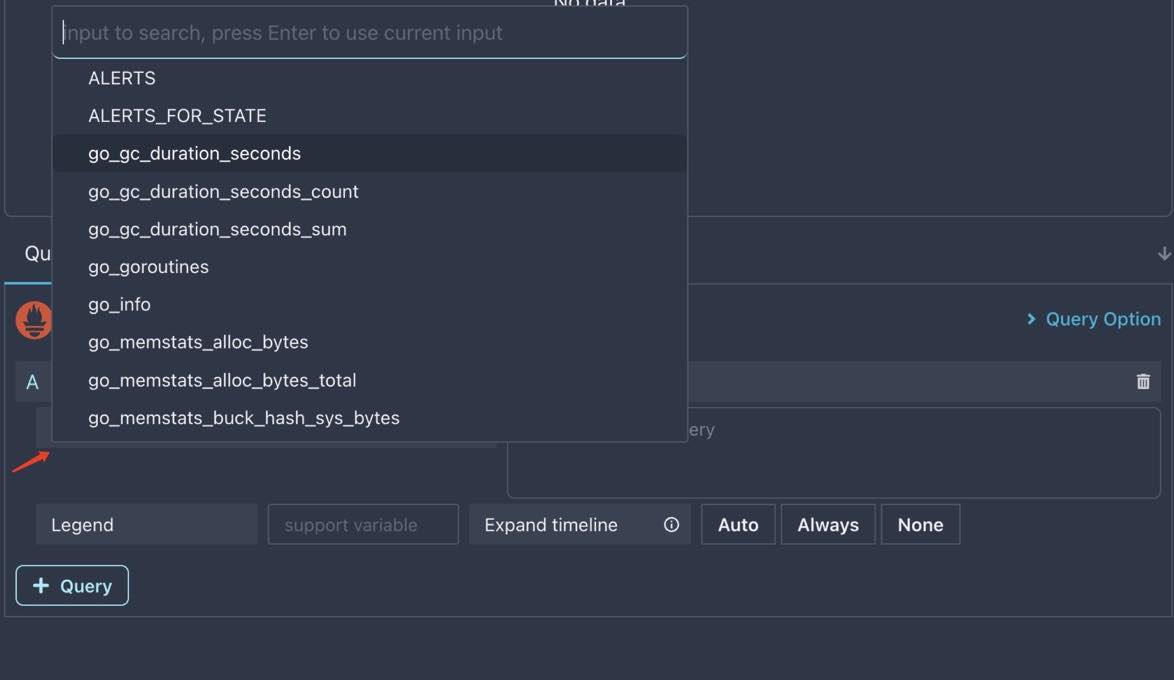 No data
input to search, press Enter to use current input
ALERTS
ALERTS_FOR_STATE
go_gc_duration_seconds
go_gc_duration_seconds_count
go_gc_duration_seconds_sum
go_goroutines
go_info
go_memstats_alloc_bytes
go_memstats_alloc_bytes_total
go_memstats_buck_hash_sys_bytes
Qu
Query Option
A
ery
Legend
support variable
Expand timeline
Auto
Always
None
+ Query